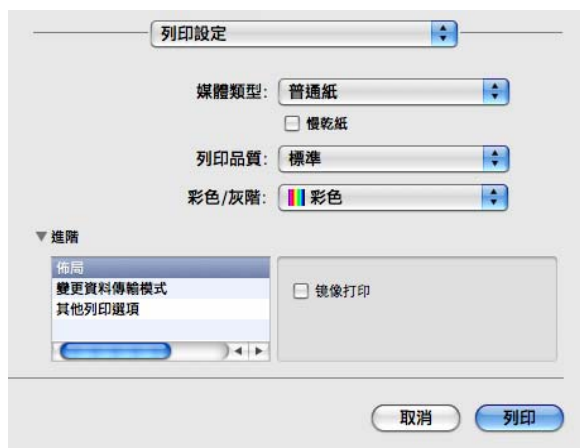 列印設定
媒體類型: 普通紙
慢乾紙
列印品質: 標準
彩色/灰階: 彩色
進階
佈局
變更資料傳輸模式
其他列印選項
镜像打印
取消 列印